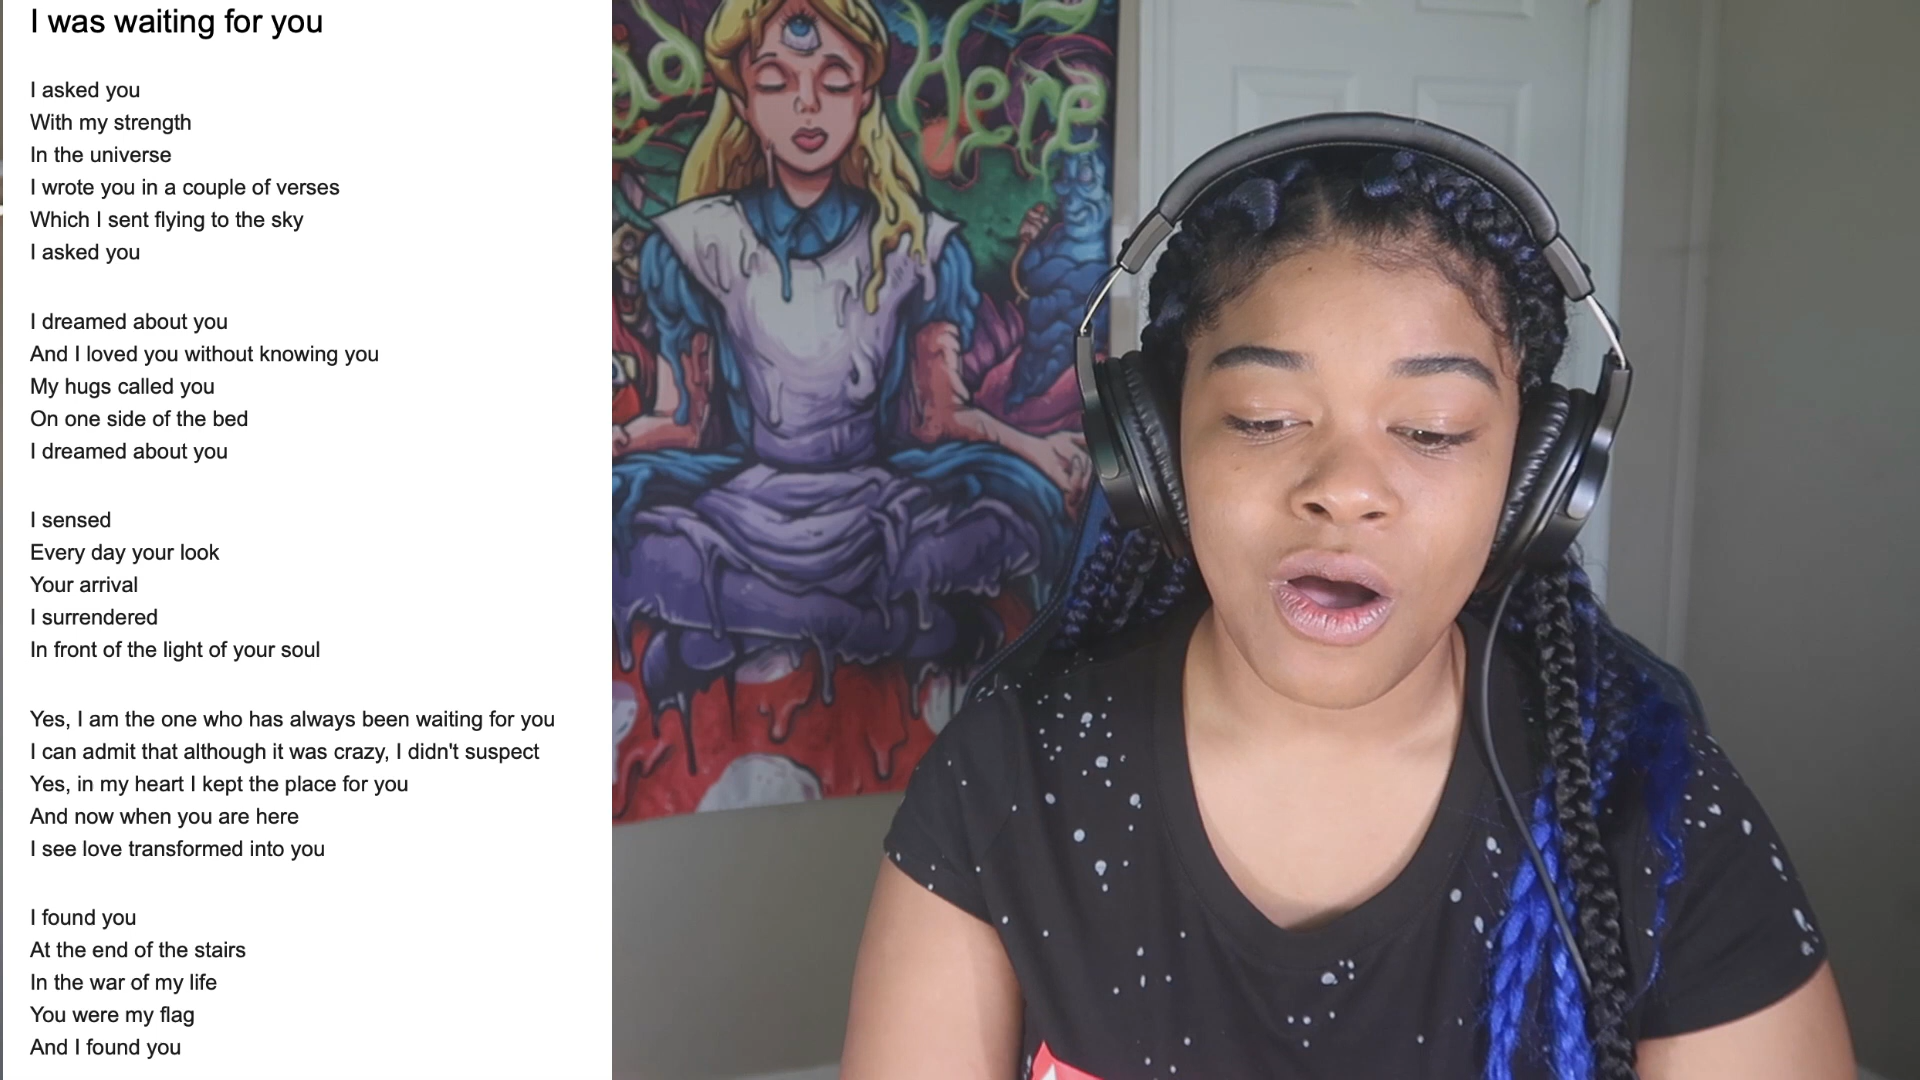 I was waiting for you
I asked you
With my strength
In the universe
I wrote you in a couple of verses
Which I sent flying to the sky
I asked you
I dreamed about you
And I loved you without knowing you
My hugs called you
On one side of the bed
I dreamed about you
I sensed
Every day your look
Your arrival
I surrendered
In front of the light of your soul
Yes, I am the one who has always been waiting for you
I can admit that although it was crazy, I didn't suspect
Yes, in my heart I kept the place for you
And now when you are here
I see love transformed into you
I found you
At the end of the stairs
In the war of my life
You were my flag
And I found you
Here